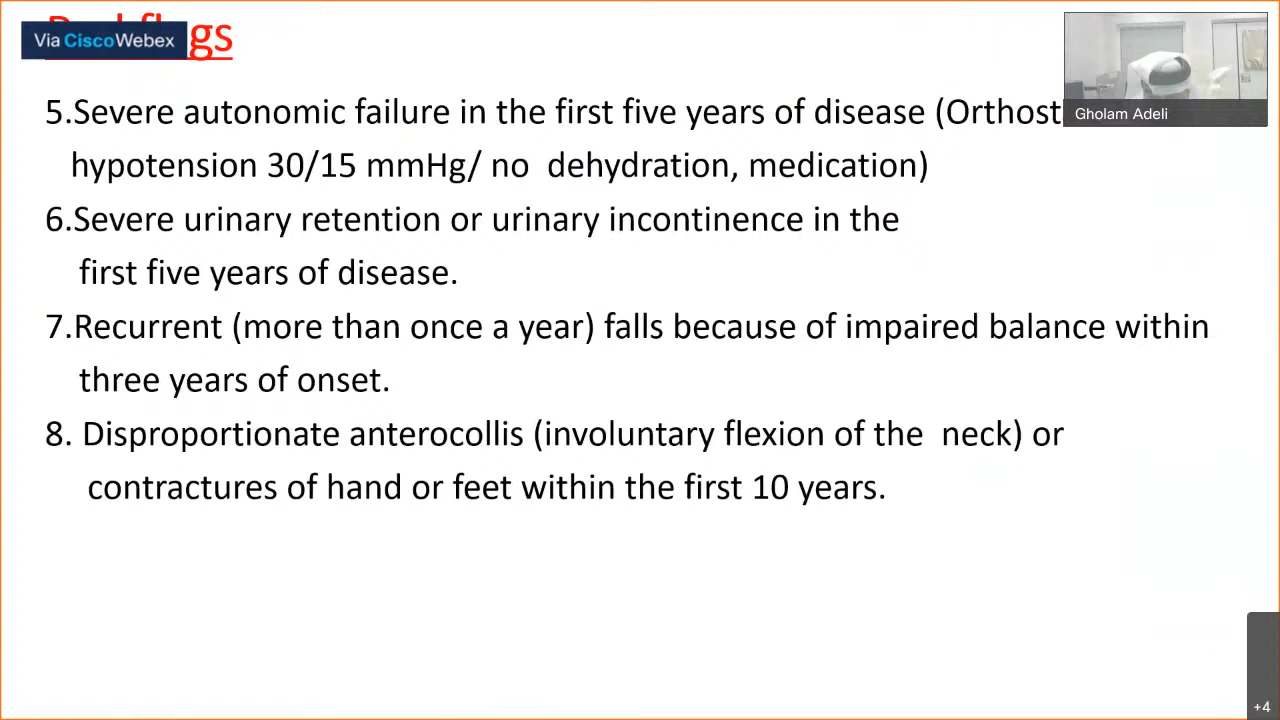 Via CiscoWebex
gs
Gholam Adeli
5.Severe autonomic failure in the first five years of disease (Orthost
hypotension 30/15 mmHg/ no dehydration, medication)
6.Severe urinary retention or urinary incontinence in the
first five years of disease.
7.Recurrent (more than once a year) falls because of impaired balance within
three years of onset.
8. Disproportionate anterocollis (involuntary flexion of the neck) or
contractures of hand or feet within the first 10 years.
+4